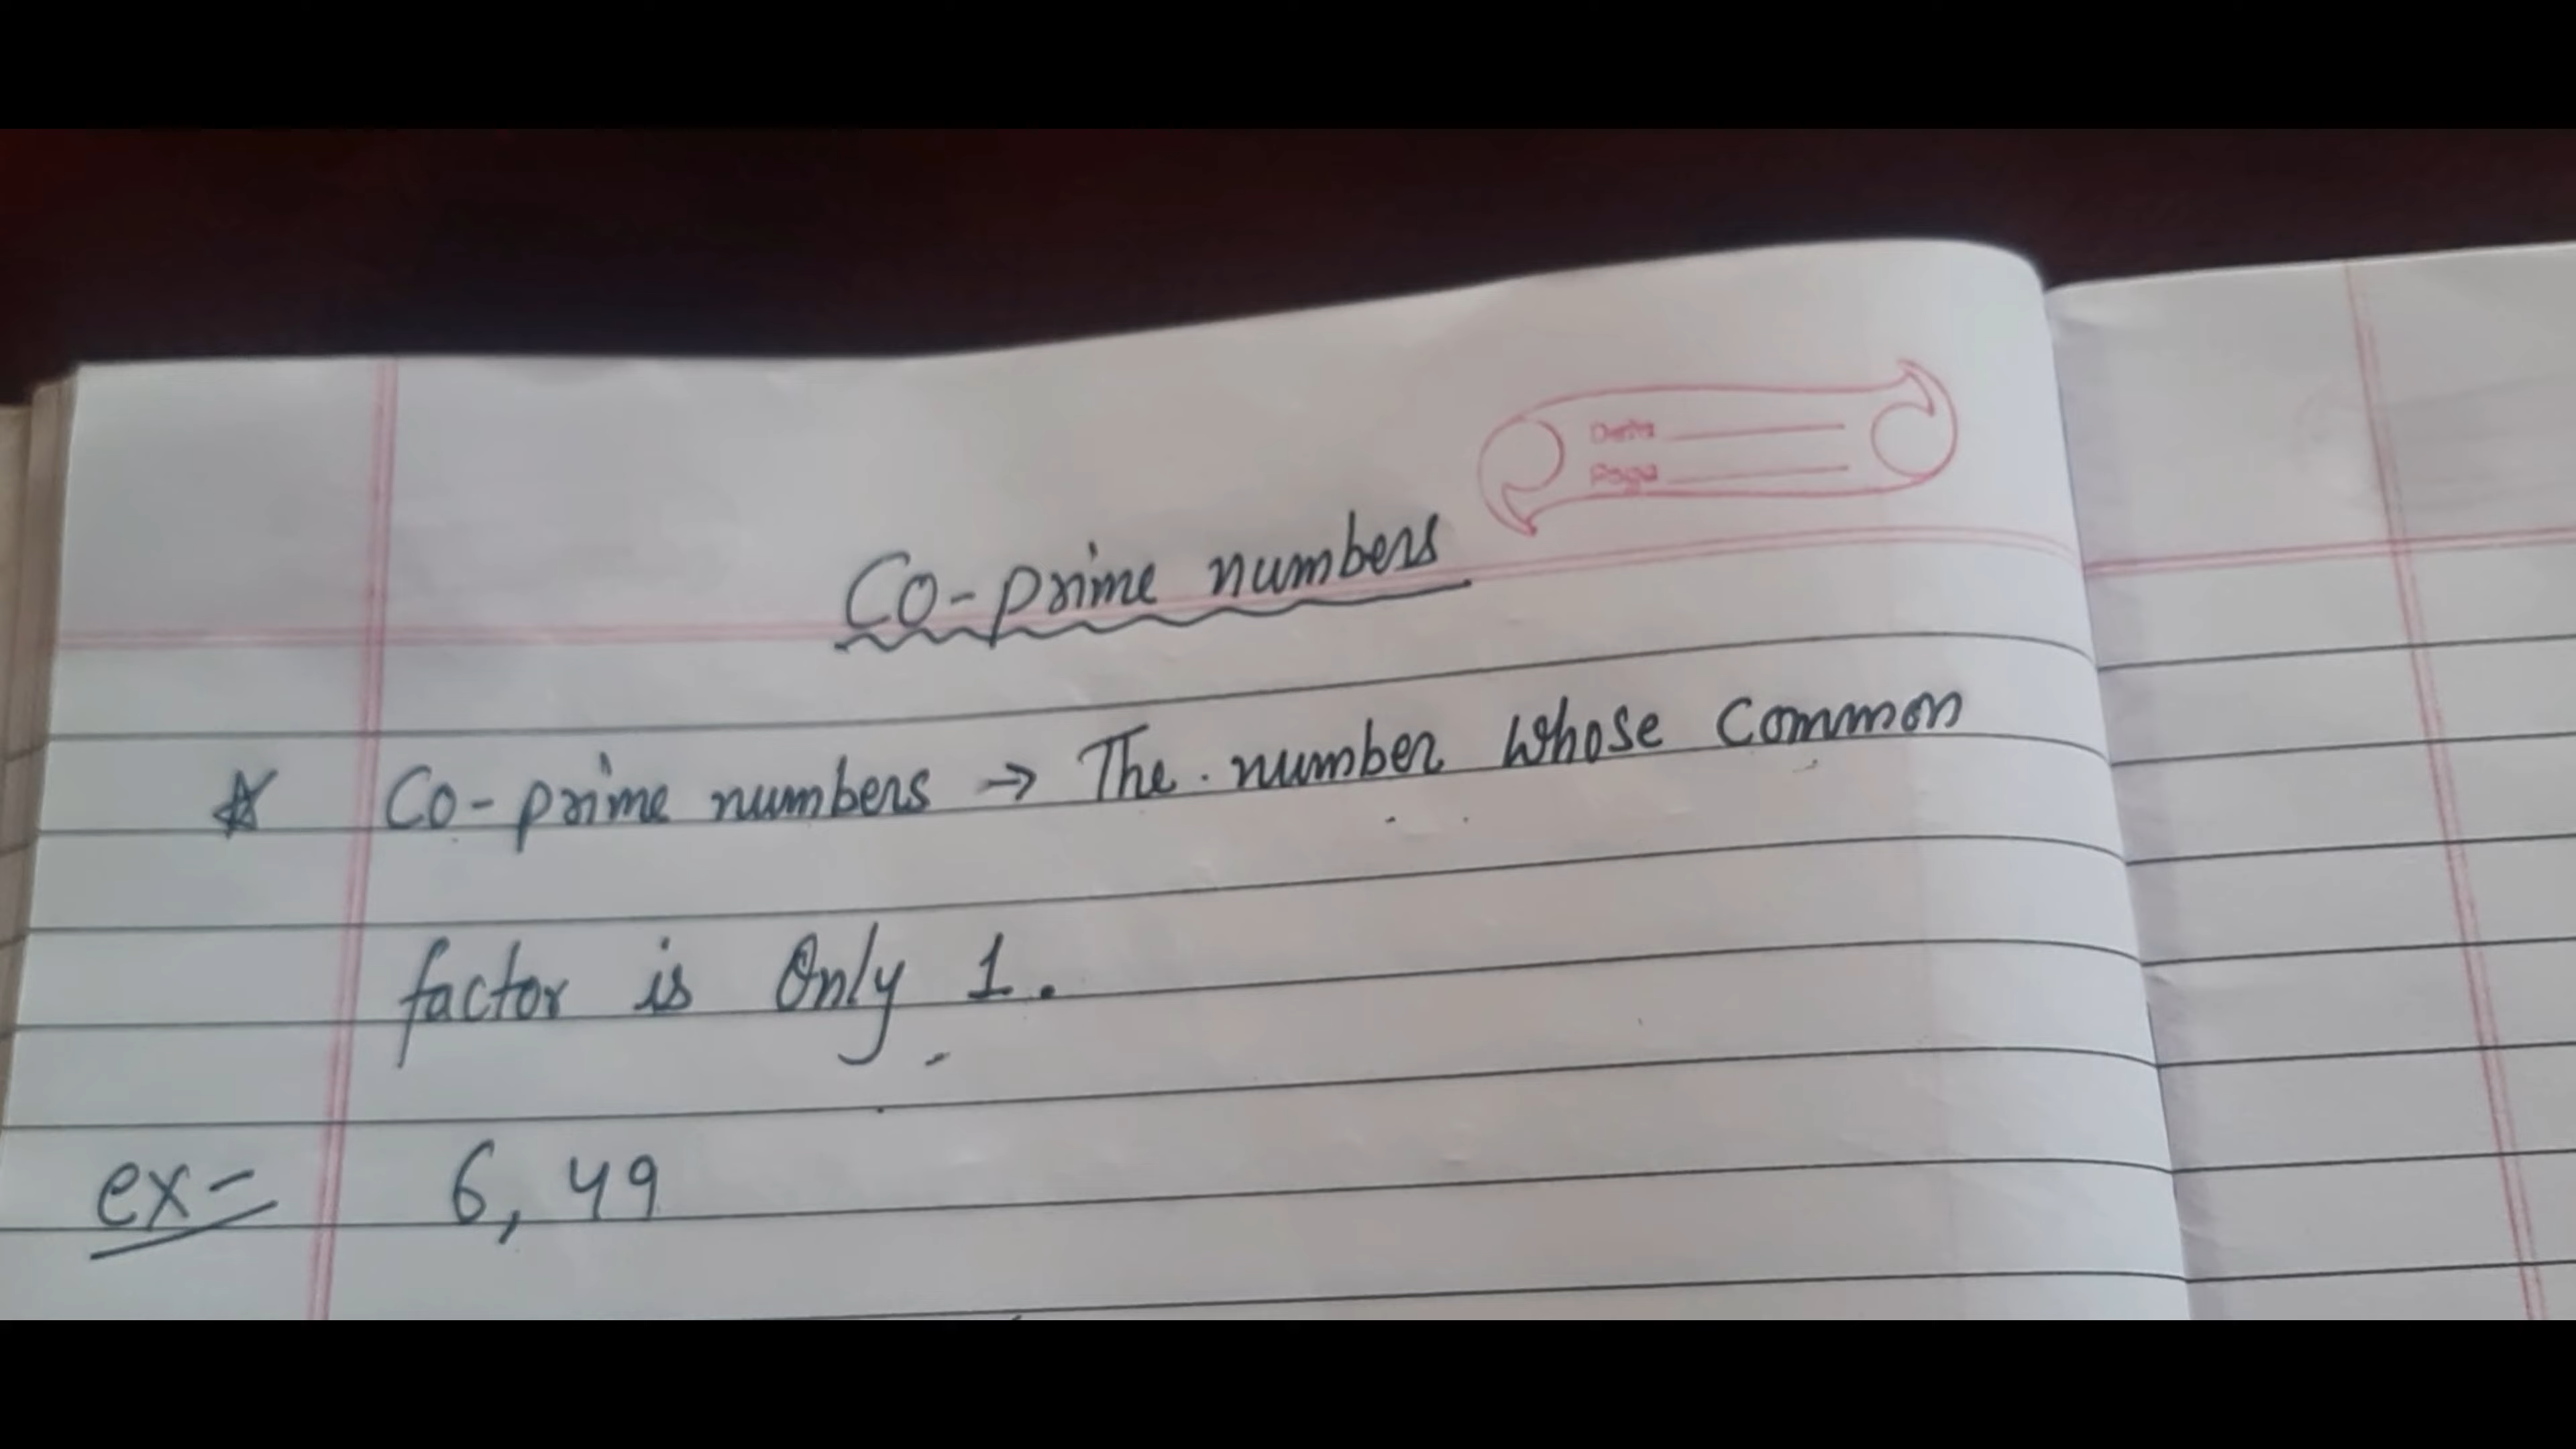 Date
Page
Co-prime numbers
☆ Co-prime numbers → The number whose common
factor is Only 1.
ex= 6, 49